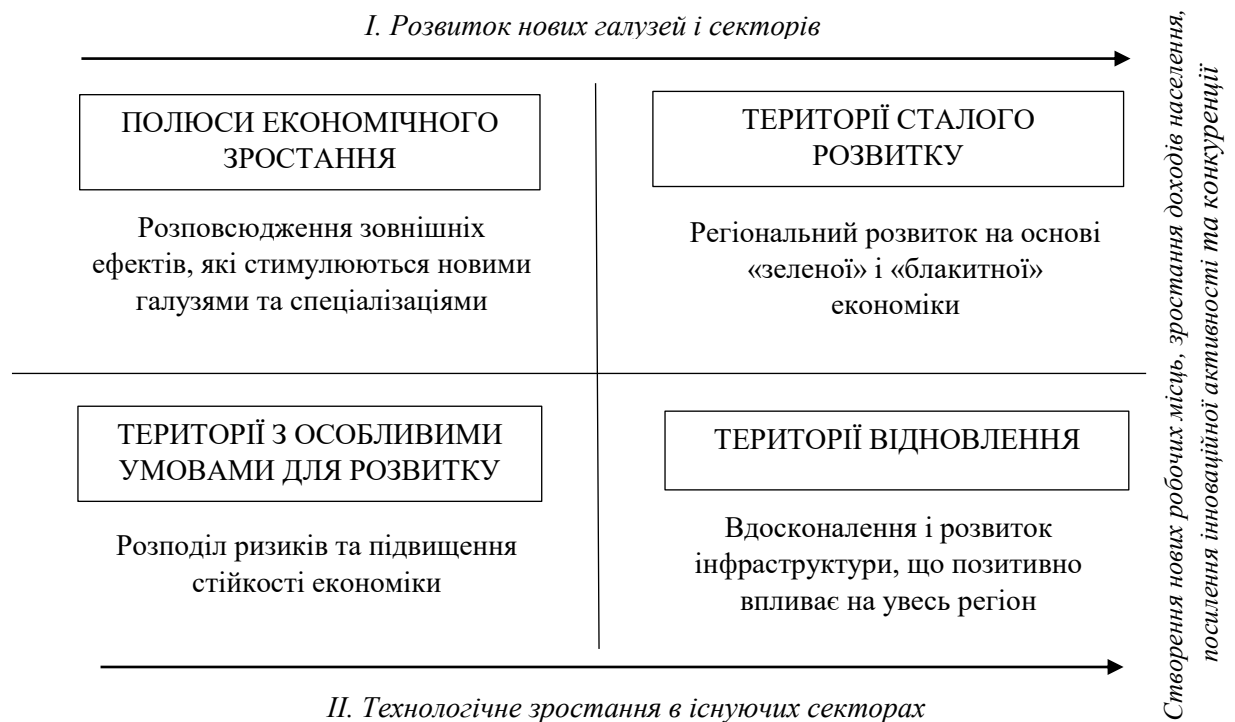 I. Розвиток нових галузей і секторів
ПОЛЮСИ ЕКОНОМІЧНОГО
ЗРОСТАННЯ
Розповсюдження зовнішніх
ефектів, які стимулюються новими
галузями та спеціалізаціями
ТЕРИТОРІЇ СТАЛОГО
РОЗВИТКУ
Регіональний розвиток на основі
«зеленої» і «блакитної»
економіки
ТЕРИТОРІЇ З ОСОБЛИВИМИ
УМОВАМИ ДЛЯ РОЗВИТКУ
Розподіл ризиків та підвищення
стійкості економіки
ТЕРИТОРІЇ ВІДНОВЛЕННЯ
Вдосконалення і розвиток
інфраструктури, що позитивно
впливає на увесь регіон
II. Технологічне зростання в існуючих секторах
Створення нових робочих місць, зростання доходів населення,
посилення інноваційної активності та конкуренції